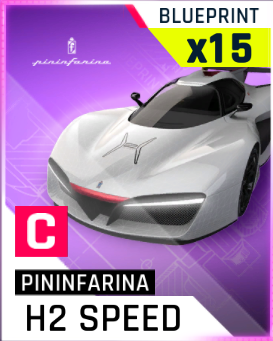 BLUEPRINT
x15
pininfarina
C
PININFARINA
H2 SPEED